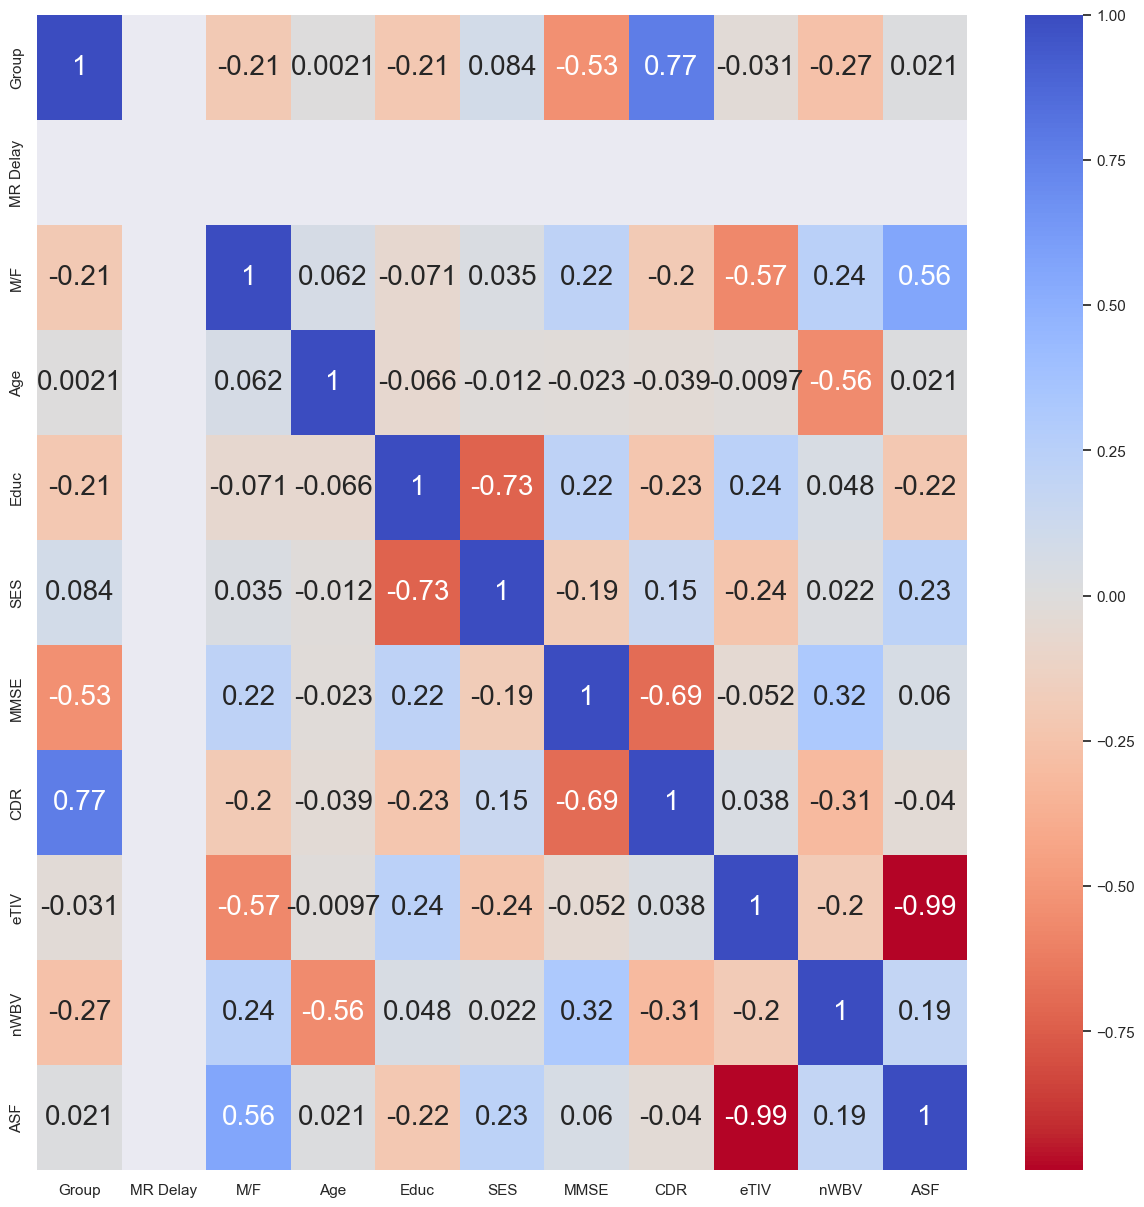 Group 1 -0.21 0.0021 -0.21 0.084 -0.53 0.77 -0.031 -0.27 0.021
MR Delay
M/F -0.21 1 0.062 -0.071 0.035 0.22 -0.2 -0.57 0.24 0.56
Age 0.0021 0.062 1 -0.066 -0.012 -0.023 -0.039 -0.0097 -0.56 0.021
Educ -0.21 -0.071 -0.066 1 -0.73 0.22 -0.23 0.24 0.048 -0.22
SES 0.084 0.035 -0.012 -0.73 1 -0.19 0.15 -0.24 0.022 0.23
MMSE -0.53 0.22 -0.023 0.22 -0.19 1 -0.69 -0.052 0.32 0.06
CDR 0.77 -0.2 -0.039 -0.23 0.15 -0.69 1 0.038 -0.31 -0.04
eTIV -0.031 -0.57 -0.0097 0.24 -0.24 -0.052 0.038 1 -0.2 -0.99
nWBV -0.27 0.24 -0.56 0.048 0.022 0.32 -0.31 -0.2 1 0.19
ASF 0.021 0.56 0.021 -0.22 0.23 0.06 -0.04 -0.99 0.19 1
Group MR Delay M/F Age Educ SES MMSE CDR eTIV nWBV ASF
1.00
0.75
0.50
0.25
0.00
−0.25
−0.50
−0.75